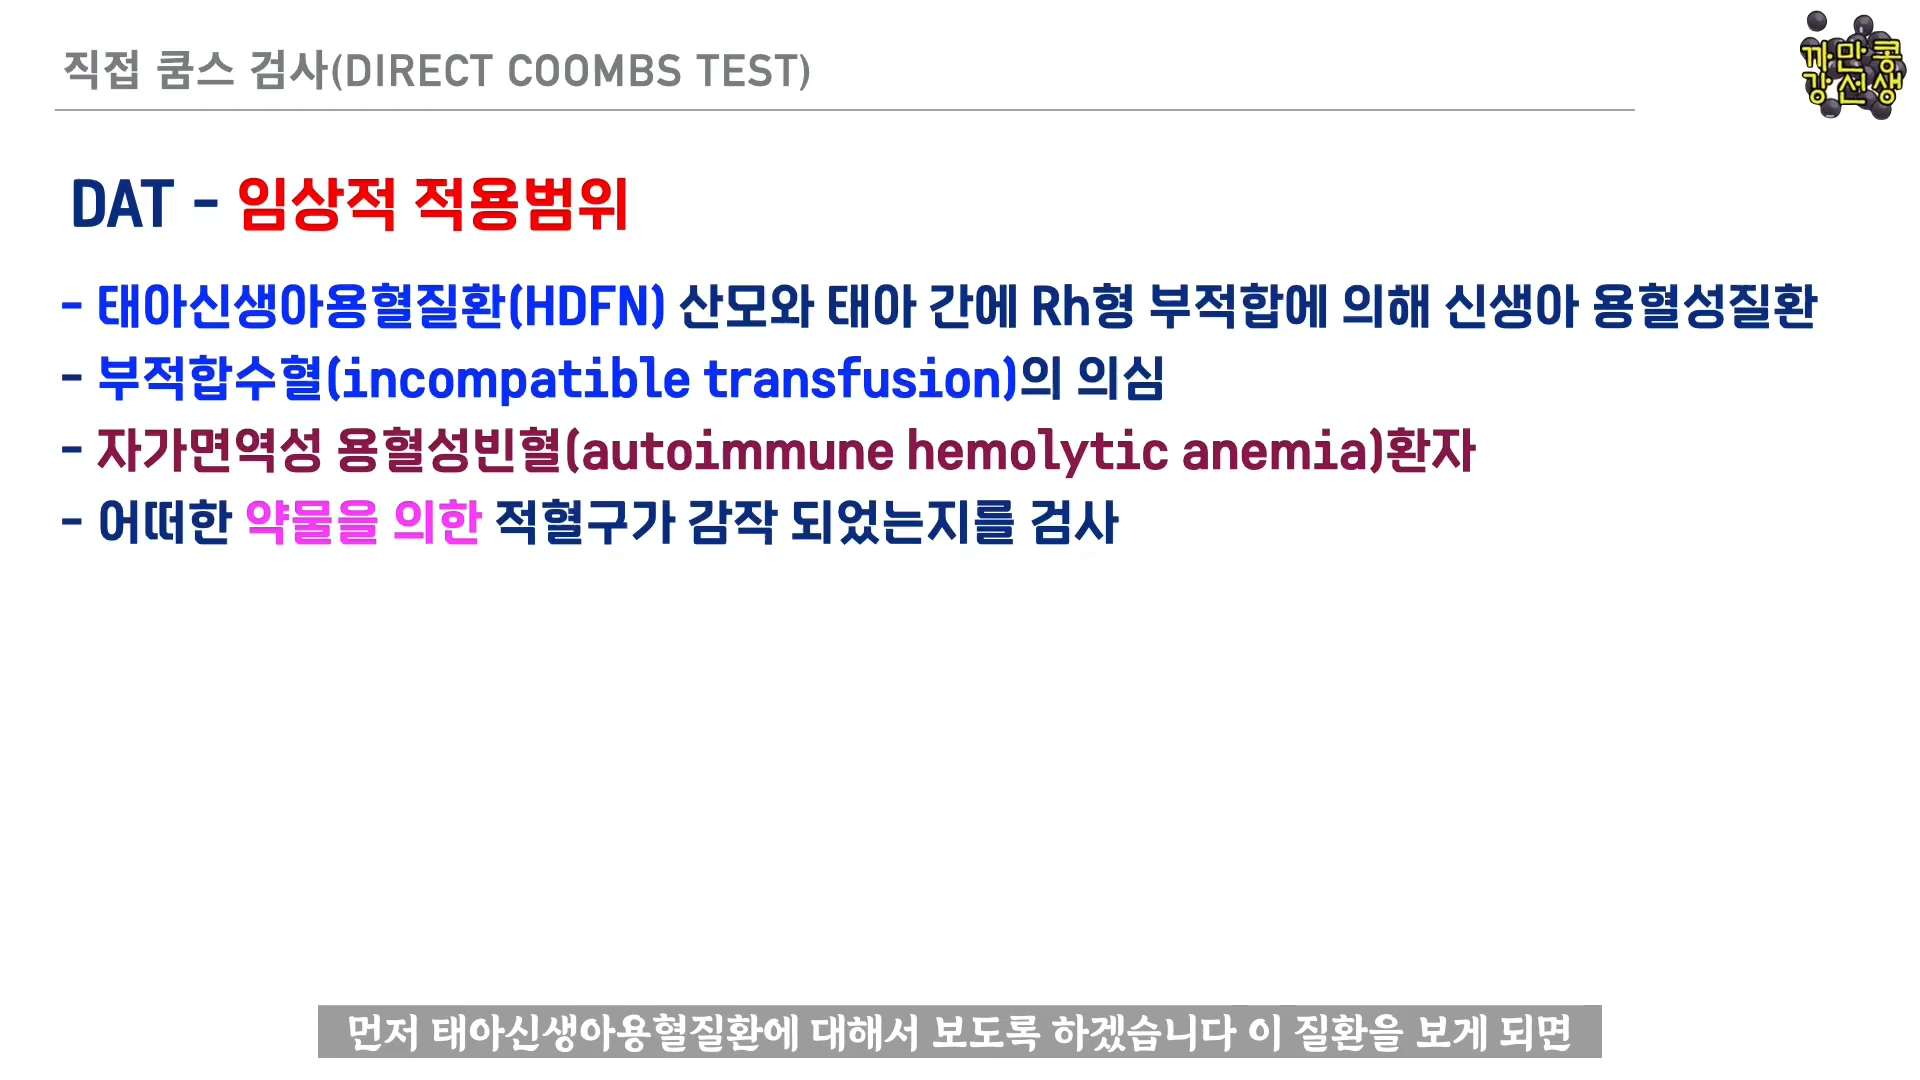 직접 쿰스 검사(DIRECT COOMBS TEST)
까만콩
강선생
DAT - 임상적 적용범위
- 태아신생아용혈질환(HDFN) 산모와 태아 간에 Rh형 부적합에 의해 신생아 용혈성질환
- 부적합수혈(incompatible transfusion)의 의심
- 자가면역성 용혈성빈혈(autoimmune hemolytic anemia)환자
- 어떠한 약물을 의한 적혈구가 감작 되었는지를 검사
먼저 태아신생아용혈질환에 대해서 보도록 하겠습니다 이 질환을 보게 되면